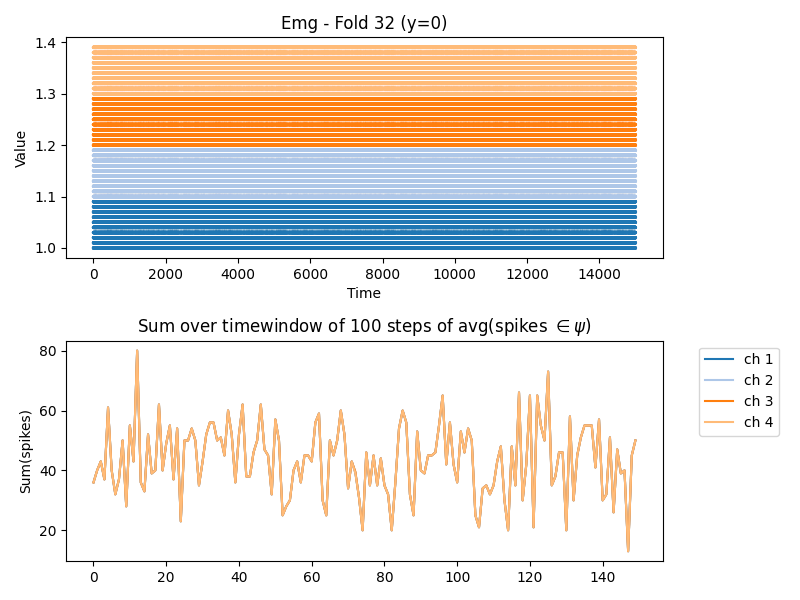 Emg - Fold 32 (y=0)
Value
1.4
1.3
1.2
1.1
1.0
0 2000 4000 6000 8000 10000 12000 14000
Time
Sum over timewindow of 100 steps of avg(spikes ∈ ψ)
Sum(spikes)
80
60
40
20
0 20 40 60 80 100 120 140
ch 1
ch 2
ch 3
ch 4